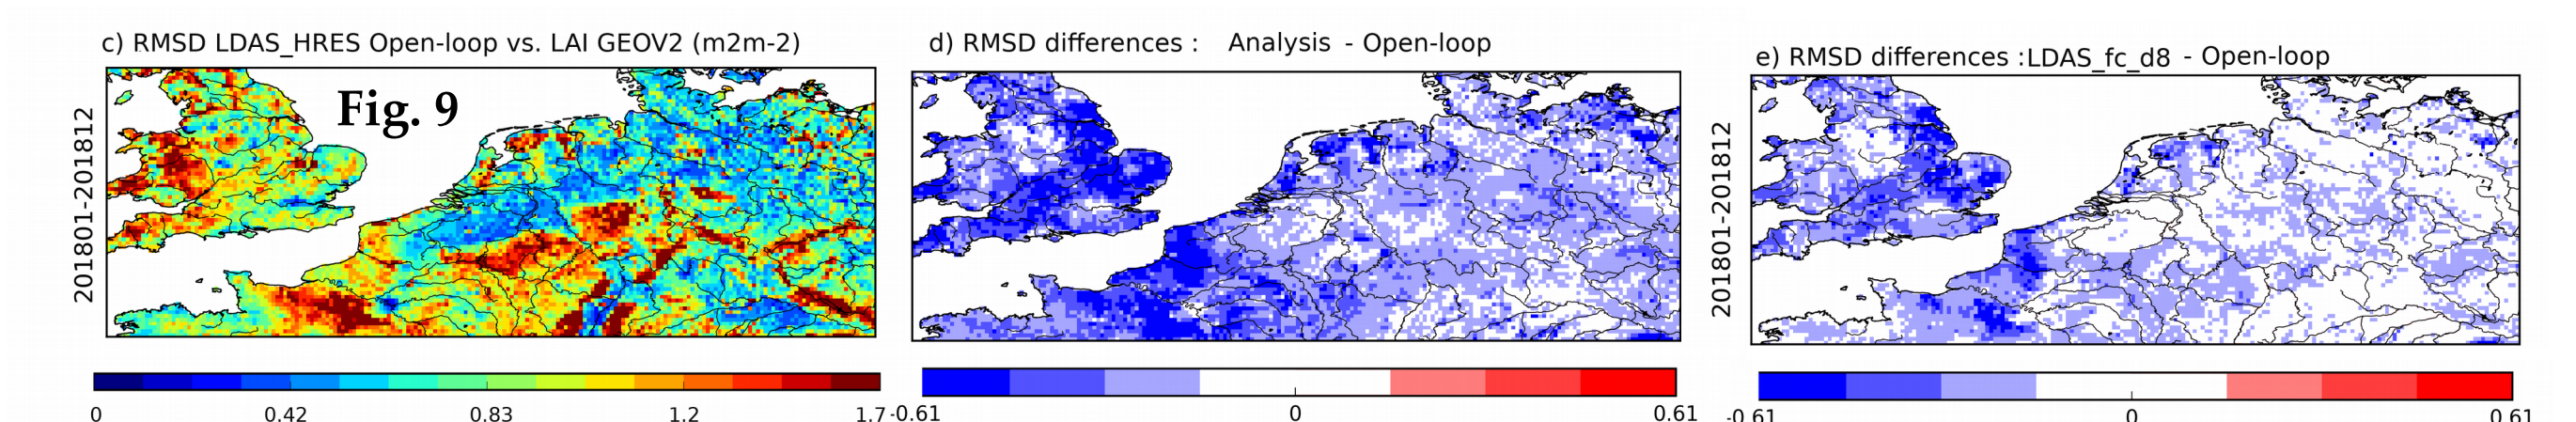 c) RMSD LDAS_HRES Open-loop vs. LAI GEOV2 (m2m-2)
d) RMSD differences : Analysis - Open-loop
e) RMSD differences :LDAS_fc_d8 - Open-loop
Fig. 9
201801-201812
201801-201812
0 0.42 0.83 1.2 1.7
-0.61 0 0.61
-0.61 0 0.61